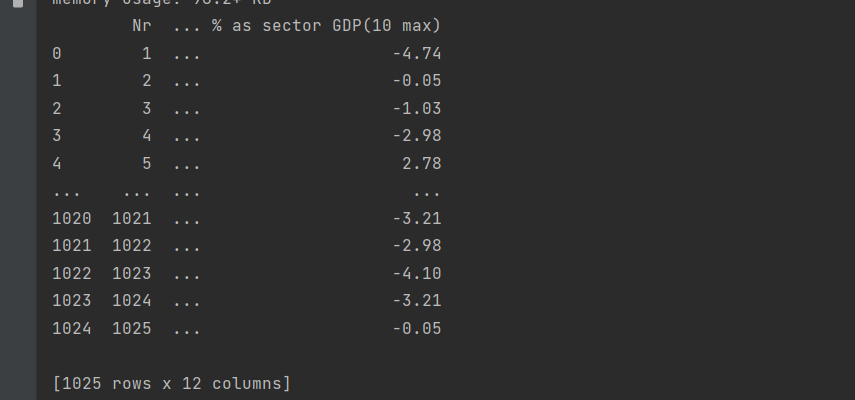 memory usage: 96.2+ KB
Nr ... % as sector GDP(10 max)
0 1 ... -4.74
1 2 ... -0.05
2 3 ... -1.03
3 4 ... -2.98
4 5 ... 2.78
... ... ... ...
1020 1021 ... -3.21
1021 1022 ... -2.98
1022 1023 ... -4.10
1023 1024 ... -3.21
1024 1025 ... -0.05
[1025 rows x 12 columns]